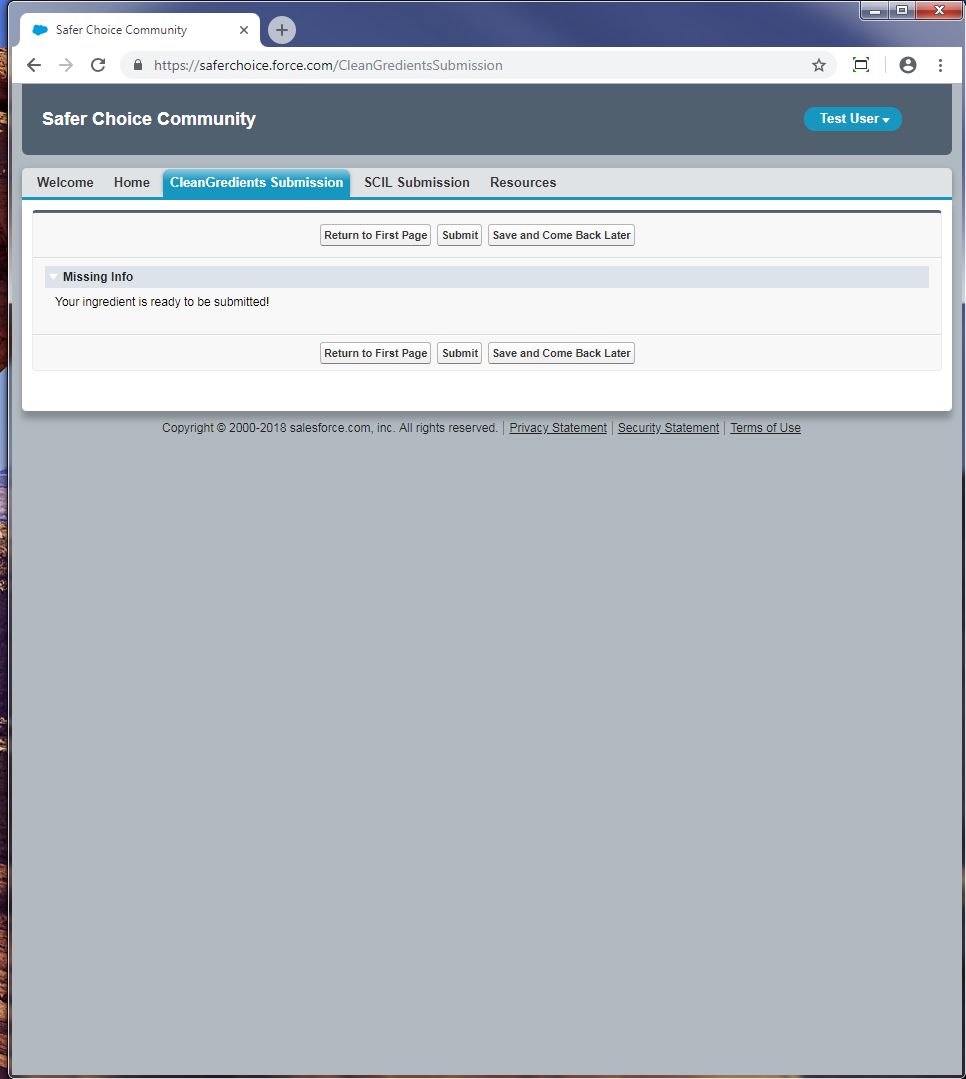 Safer Choice Community
https://saferchoice.force.com/CleanGredientsSubmission
Safer Choice Community
Test User
Welcome Home CleanGredients Submission SCIL Submission Resources
Return to First Page Submit Save and Come Back Later
Missing Info
Your ingredient is ready to be submitted!
Return to First Page Submit Save and Come Back Later
Copyright © 2000-2018 salesforce.com, inc. All rights reserved. | Privacy Statement | Security Statement | Terms of Use